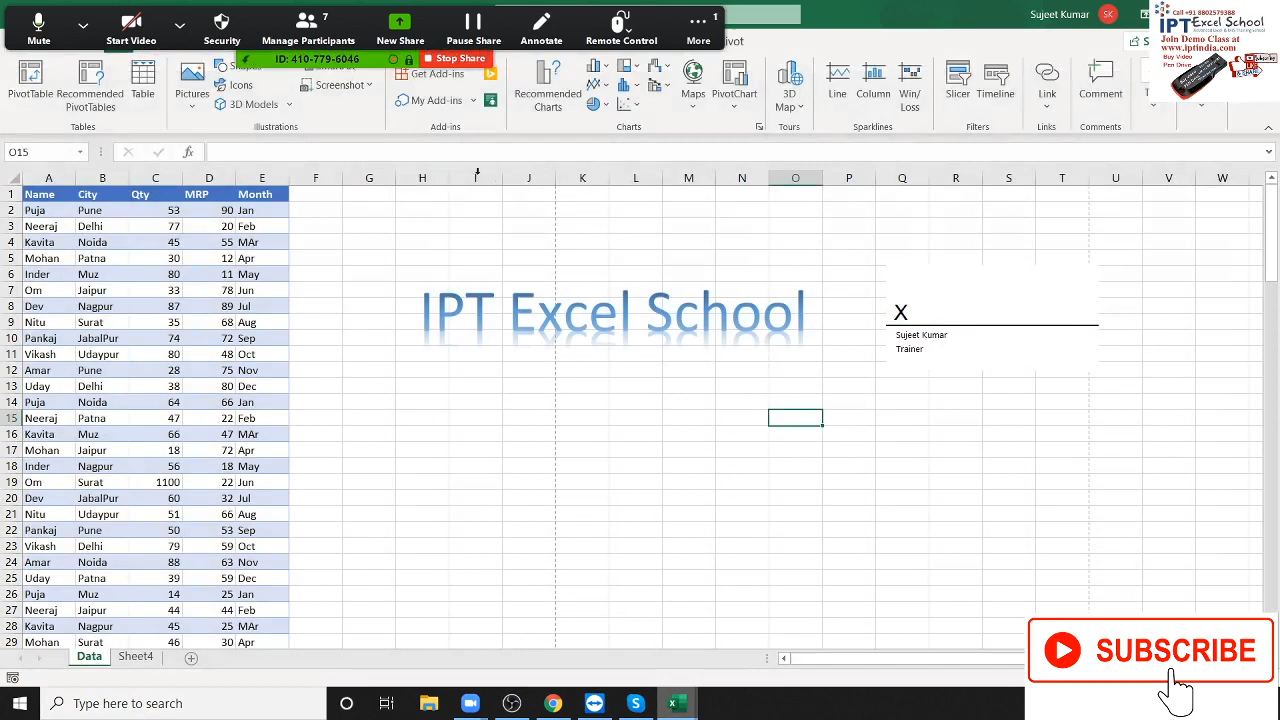 Mute
Start Video
7
Security
Manage Participants
New Share
Pause Share
Annotate
Remote Control
1
More
ID: 410-779-6046
Stop Share
Sujeet Kumar
SK
Call +91 8802579388
IPT Excel School
Join Demo Class at
www.iptindia.com
Buy Video
Pen Drive
PivotTable
Recommended
PivotTables
Table
Tables
Pictures
Shapes
Icons
3D Models
Screenshot
Illustrations
Get Add-ins
My Add-ins
Add-ins
Recommended
Charts
Maps
PivotChart
Charts
3D
Map
Tours
Line
Column
Win/
Loss
Sparklines
Slicer
Timeline
Filters
Link
Links
Comment
Comments
O15
fx
A B C D E F G H I J K L M N O P Q R S T U V W
1 Name City Qty MRP Month
2 Puja Pune 53 90 Jan
3 Neeraj Delhi 77 20 Feb
4 Kavita Noida 45 55 MAr
5 Mohan Patna 30 12 Apr
6 Inder Muz 80 11 May
7 Om Jaipur 33 78 Jun
8 Dev Nagpur 87 89 Jul
9 Nitu Surat 35 68 Aug
10 Pankaj JabalPur 74 72 Sep
11 Vikash Udaypur 80 48 Oct
12 Amar Pune 28 75 Nov
13 Uday Delhi 38 80 Dec
14 Puja Noida 64 66 Jan
15 Neeraj Patna 47 22 Feb
16 Kavita Muz 66 47 MAr
17 Mohan Jaipur 18 72 Apr
18 Inder Nagpur 56 18 May
19 Om Surat 1100 22 Jun
20 Dev JabalPur 60 32 Jul
21 Nitu Udaypur 51 66 Aug
22 Pankaj Pune 50 53 Sep
23 Vikash Delhi 79 59 Oct
24 Amar Noida 88 63 Nov
25 Uday Patna 39 59 Dec
26 Puja Muz 14 25 Jan
27 Neeraj Jaipur 44 44 Feb
28 Kavita Nagpur 45 25 MAr
29 Mohan Surat 46 30 Apr
IPT Excel School
X
Sujeet Kumar
Trainer
Data
Sheet4
SUBSCRIBE
Type here to search